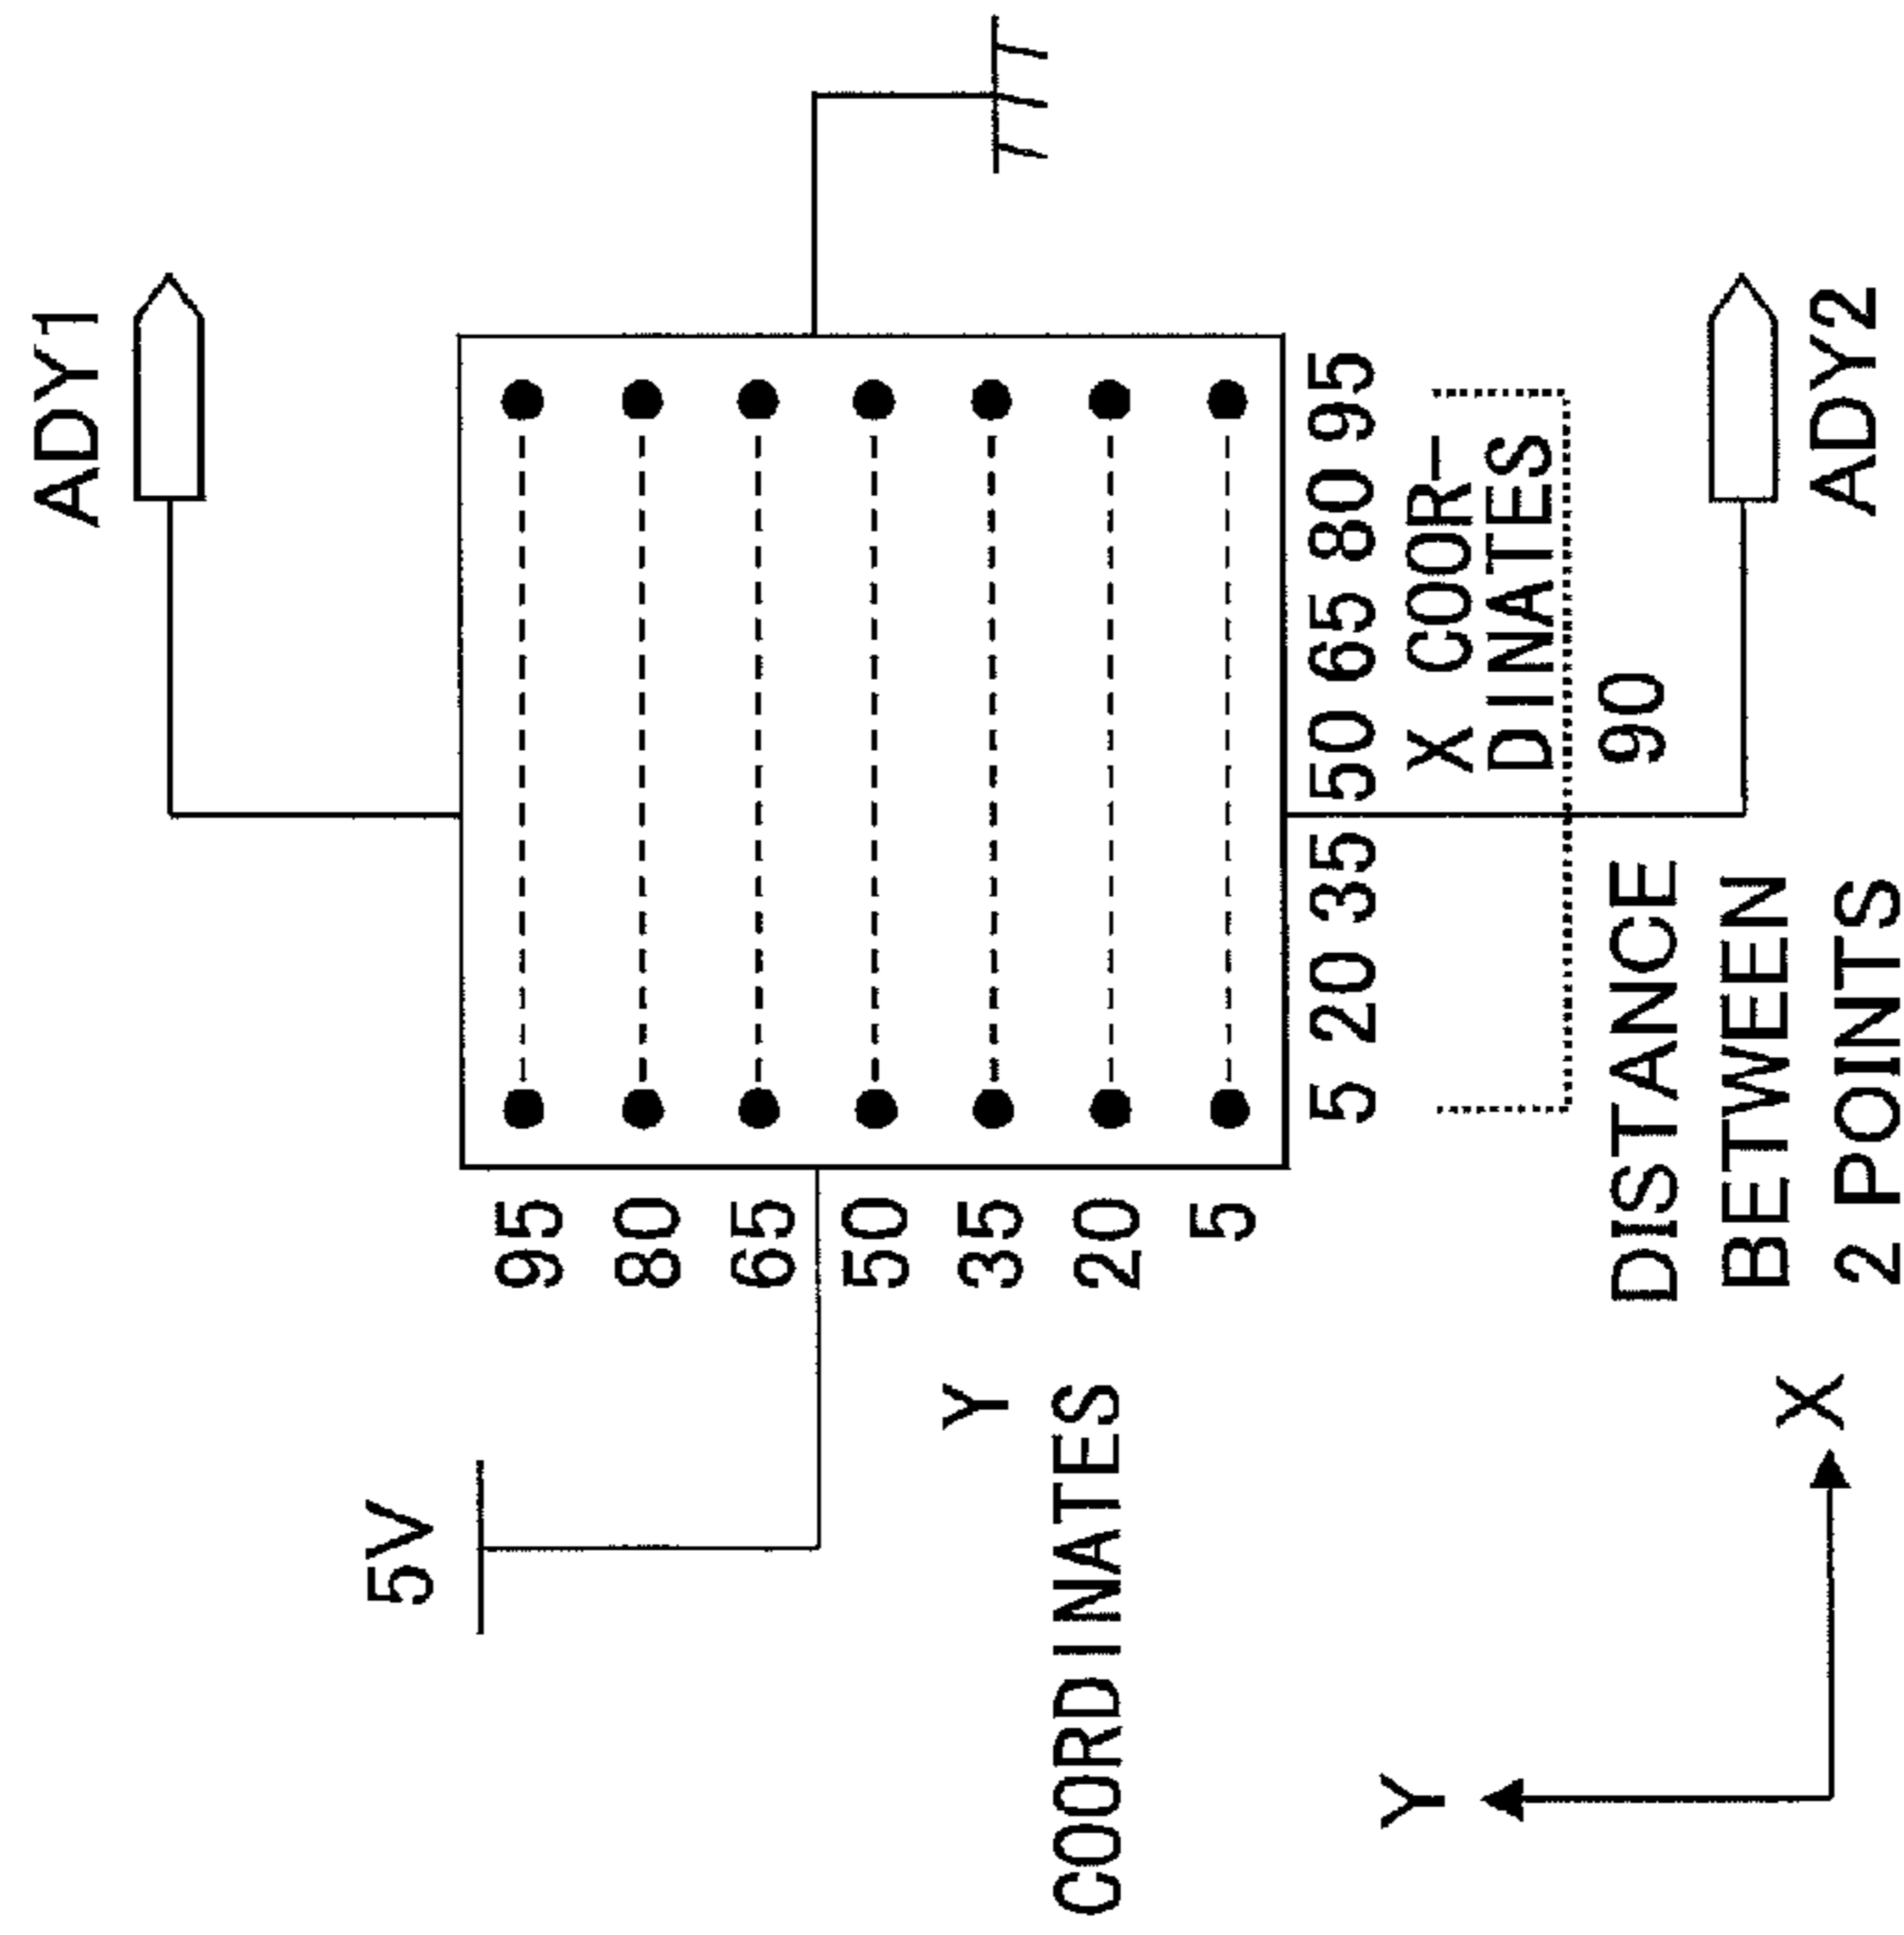 ADY1
5V
95
80
65
50
35
20
5
Y
COORDINATES
5 20 35 50 65 80 95
X COOR-
DINATES
90
DISTANCE
BETWEEN
2 POINTS
ADY2
Y
X